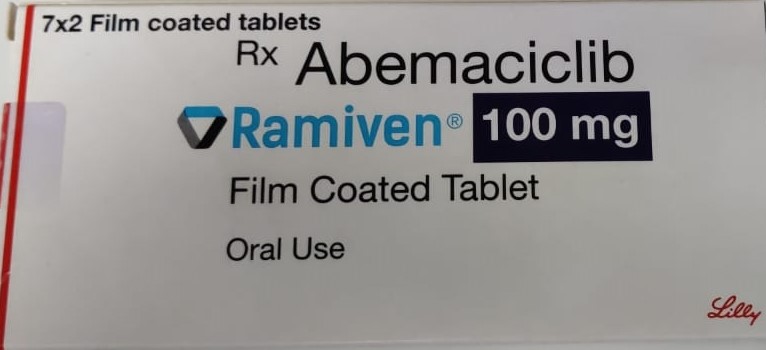 7x2 Film coated tablets
Rx Abemaciclib
Ramiven® 100 mg
Film Coated Tablet
Oral Use
Lilly